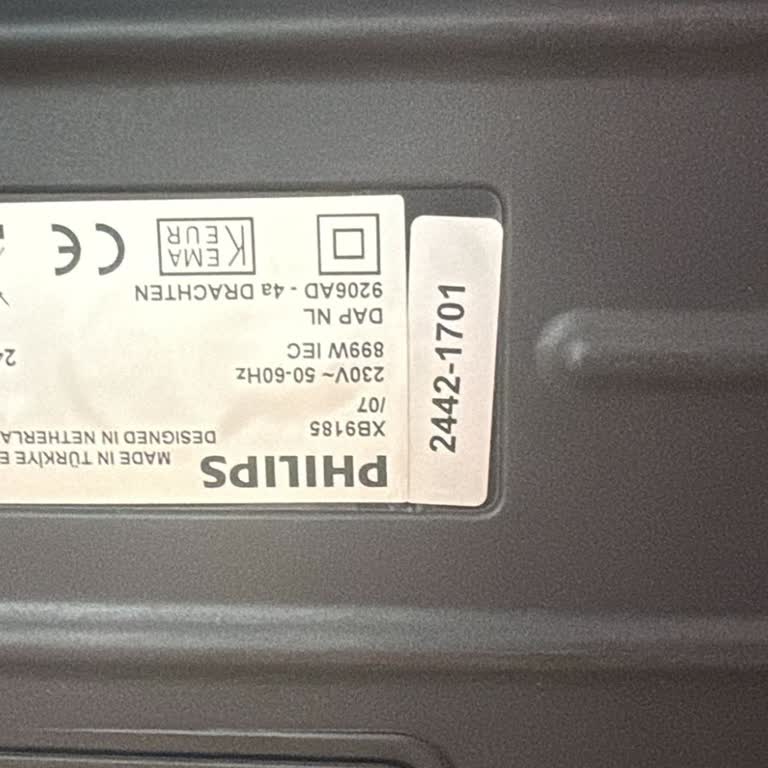 PHILIPS
MADE IN TÜRKİYE
DESIGNED IN
XB9185
/07
230V~ 50-60Hz
899W IEC
DAP NL
9206AD - 4a DRACHTEN
KEMA
KEUR
CE
2442-1701